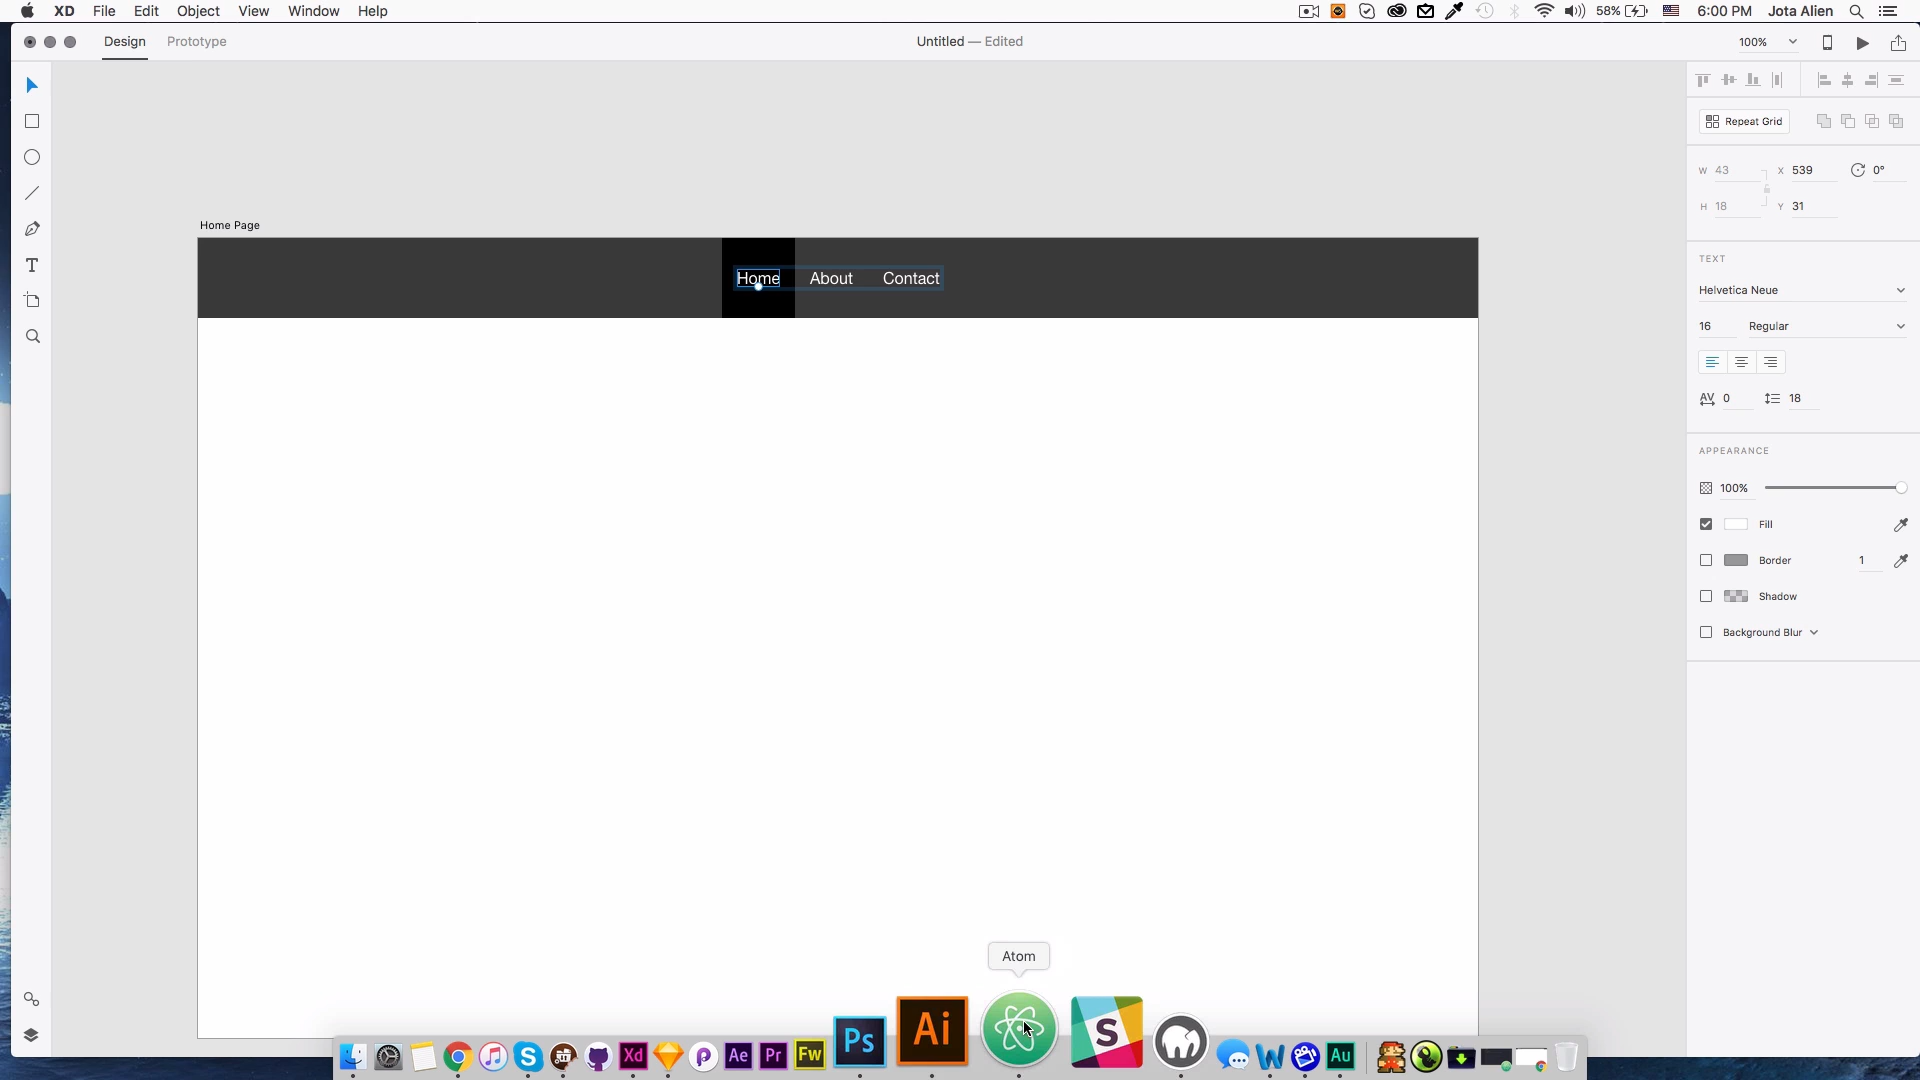 XD File Edit Object View Window Help
58% 6:00 PM Jota Alien
Design Prototype
Untitled — Edited
100%
Repeat Grid
W 43 X 539 0°
H 18 Y 31
Home Page
Home About Contact
TEXT
Helvetica Neue
16 Regular
AV 0 18
APPEARANCE
100%
Fill
Border 1
Shadow
Background Blur
Atom
Xd Ae Pr Fw Ps Ai S W Au